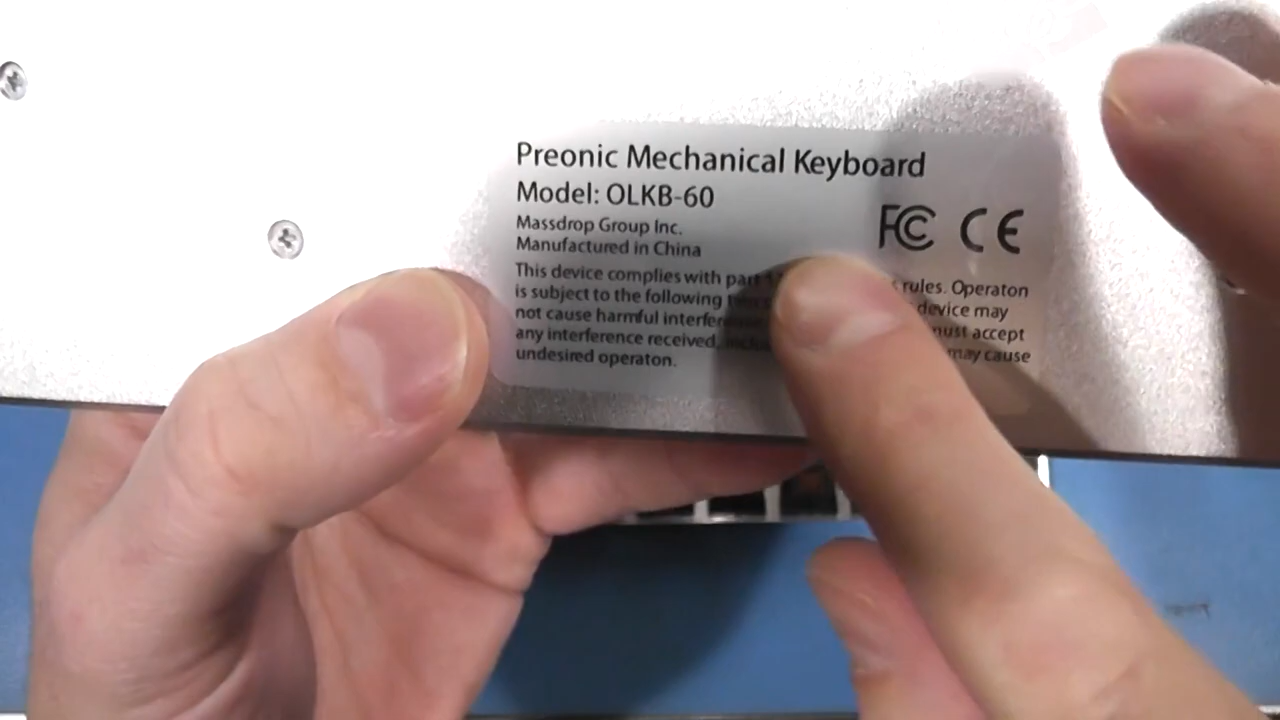 Preonic Mechanical Keyboard
Model: OLKB-60
Massdrop Group Inc.
Manufactured in China
FC CE
This device complies with part rules. Operaton
is subject to the following device may
not cause harmful must accept
any interference received, may cause
undesired operaton.